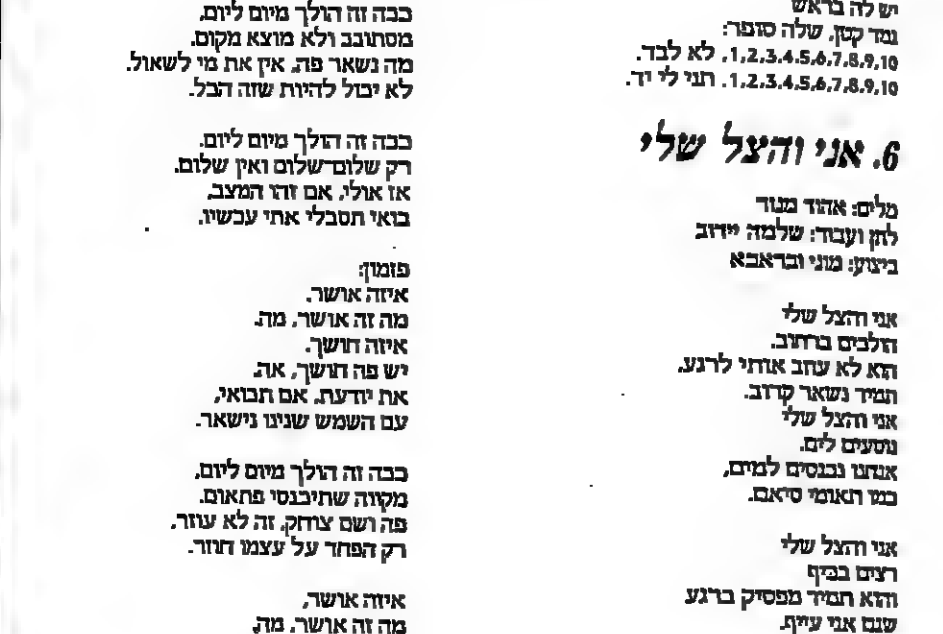 יש לה בראש
נמר קטן, שלה סופר:
1,2,3,4,5,6,7,8,9,10. לא לבד.
1,2,3,4,5,6,7,8,9,10. תני לי יד.
6. אני והצל שלי
מלים: אהוד מנור
לחן ועבוד: שלמה יידוב
ביצוע: מוני ובראבא
אני והצל שלי
הולכים ברחוב.
הוא לא עזב אותי לרגע,
תמיד נשאר קרוב.
אני והצל שלי
נוסעים לים.
אנחנו נכנסים למים,
כמו תאומי סיאם.
אני והצל שלי
רצים בכיף
והוא תמיד מפסיק ברגע
שגם אני עייף.
ככה זה הולך מיום ליום,
מסתובב ולא מוצא מקום.
מה נשאר פה, אין את מי לשאול.
לא יכול להיות שזה הכל.
ככה זה הולך מיום ליום.
רק שלום-שלום ואין שלום.
אז אולי, אם זהו המצב,
בואי תסבלי אתי עכשיו.
פזמון:
איזה אושר,
מה זה אושר, מה.
איזה חושך.
יש פה חושך, אה.
את יודעת, אם תבואי,
עם השמש שנינו נישאר.
ככה זה הולך מיום ליום,
מקווה שתיכנסי פתאום.
פה ושם צוחק, זה לא עוזר,
רק הפחד על עצמו חוזר.
איזה אושר,
מה זה אושר, מה,